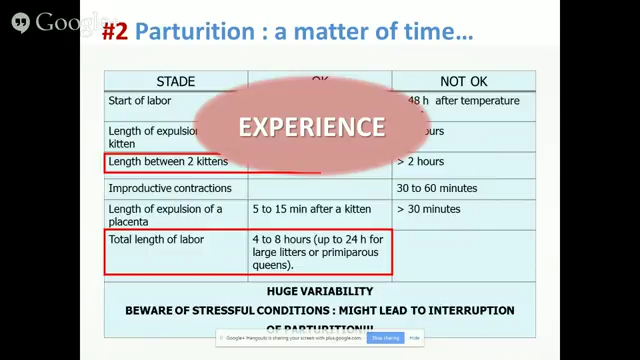 Google+
#2 Parturition : a matter of time…
STADE
NOT OK
Start of labor
48 h after temperature
Length of expulsion
kitten
Length between 2 kittens
> 2 hours
EXPERIENCE
Improductive contractions
30 to 60 minutes
Length of expulsion of a
placenta
5 to 15 min after a kitten
> 30 minutes
Total length of labor
4 to 8 hours (up to 24 h for
large litters or primiparous
queens).
HUGE VARIABILITY
BEWARE OF STRESSFUL CONDITIONS : MIGHT LEAD TO INTERRUPTION
OF PARTURITION!!!
Google+ Hangouts is sharing your screen with plus.google.com.
Stop sharing
Hide